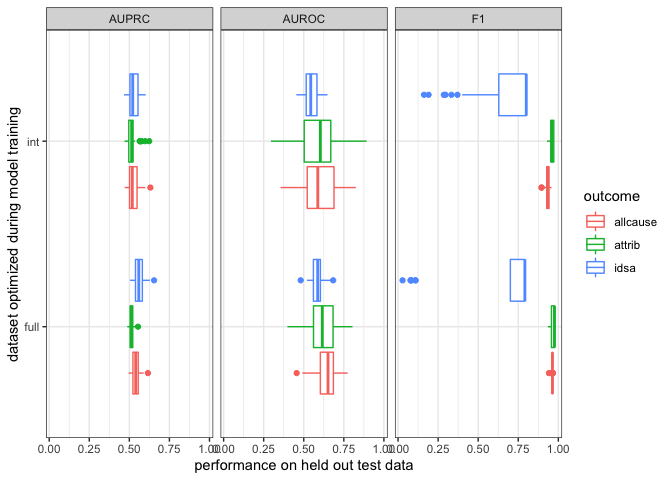 AUPRC AUROC F1
dataset optimized during model training
int
full
0.00 0.25 0.50 0.75 1.00 0.00 0.25 0.50 0.75 1.00 0.00 0.25 0.50 0.75 1.00
performance on held out test data
outcome
allcause
attrib
idsa